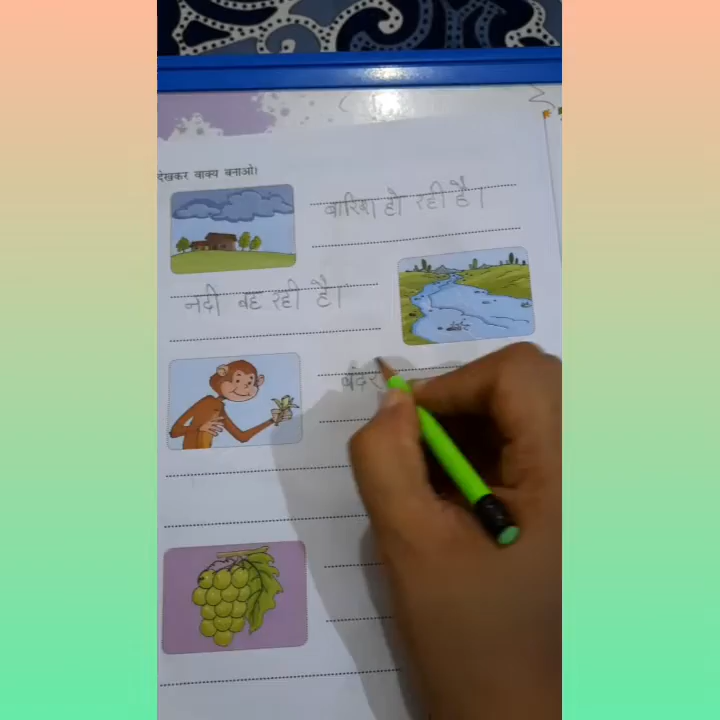 देखकर वाक्य बनाओ।
बारिश हो रही है।
नदी बह रही है।
बंदर